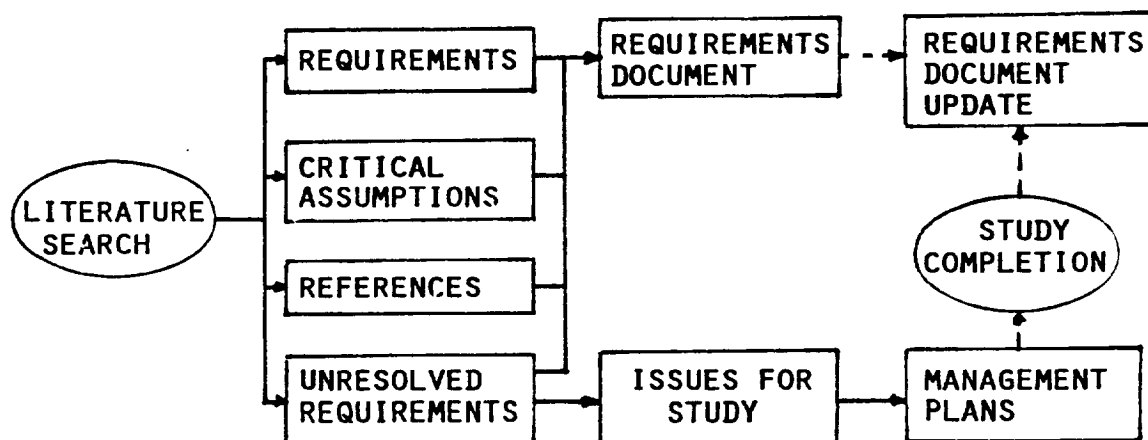 LITERATURE
SEARCH
REQUIREMENTS
CRITICAL
ASSUMPTIONS
REFERENCES
UNRESOLVED
REQUIREMENTS
REQUIREMENTS
DOCUMENT
ISSUES FOR
STUDY
REQUIREMENTS
DOCUMENT
UPDATE
STUDY
COMPLETION
MANAGEMENT
PLANS